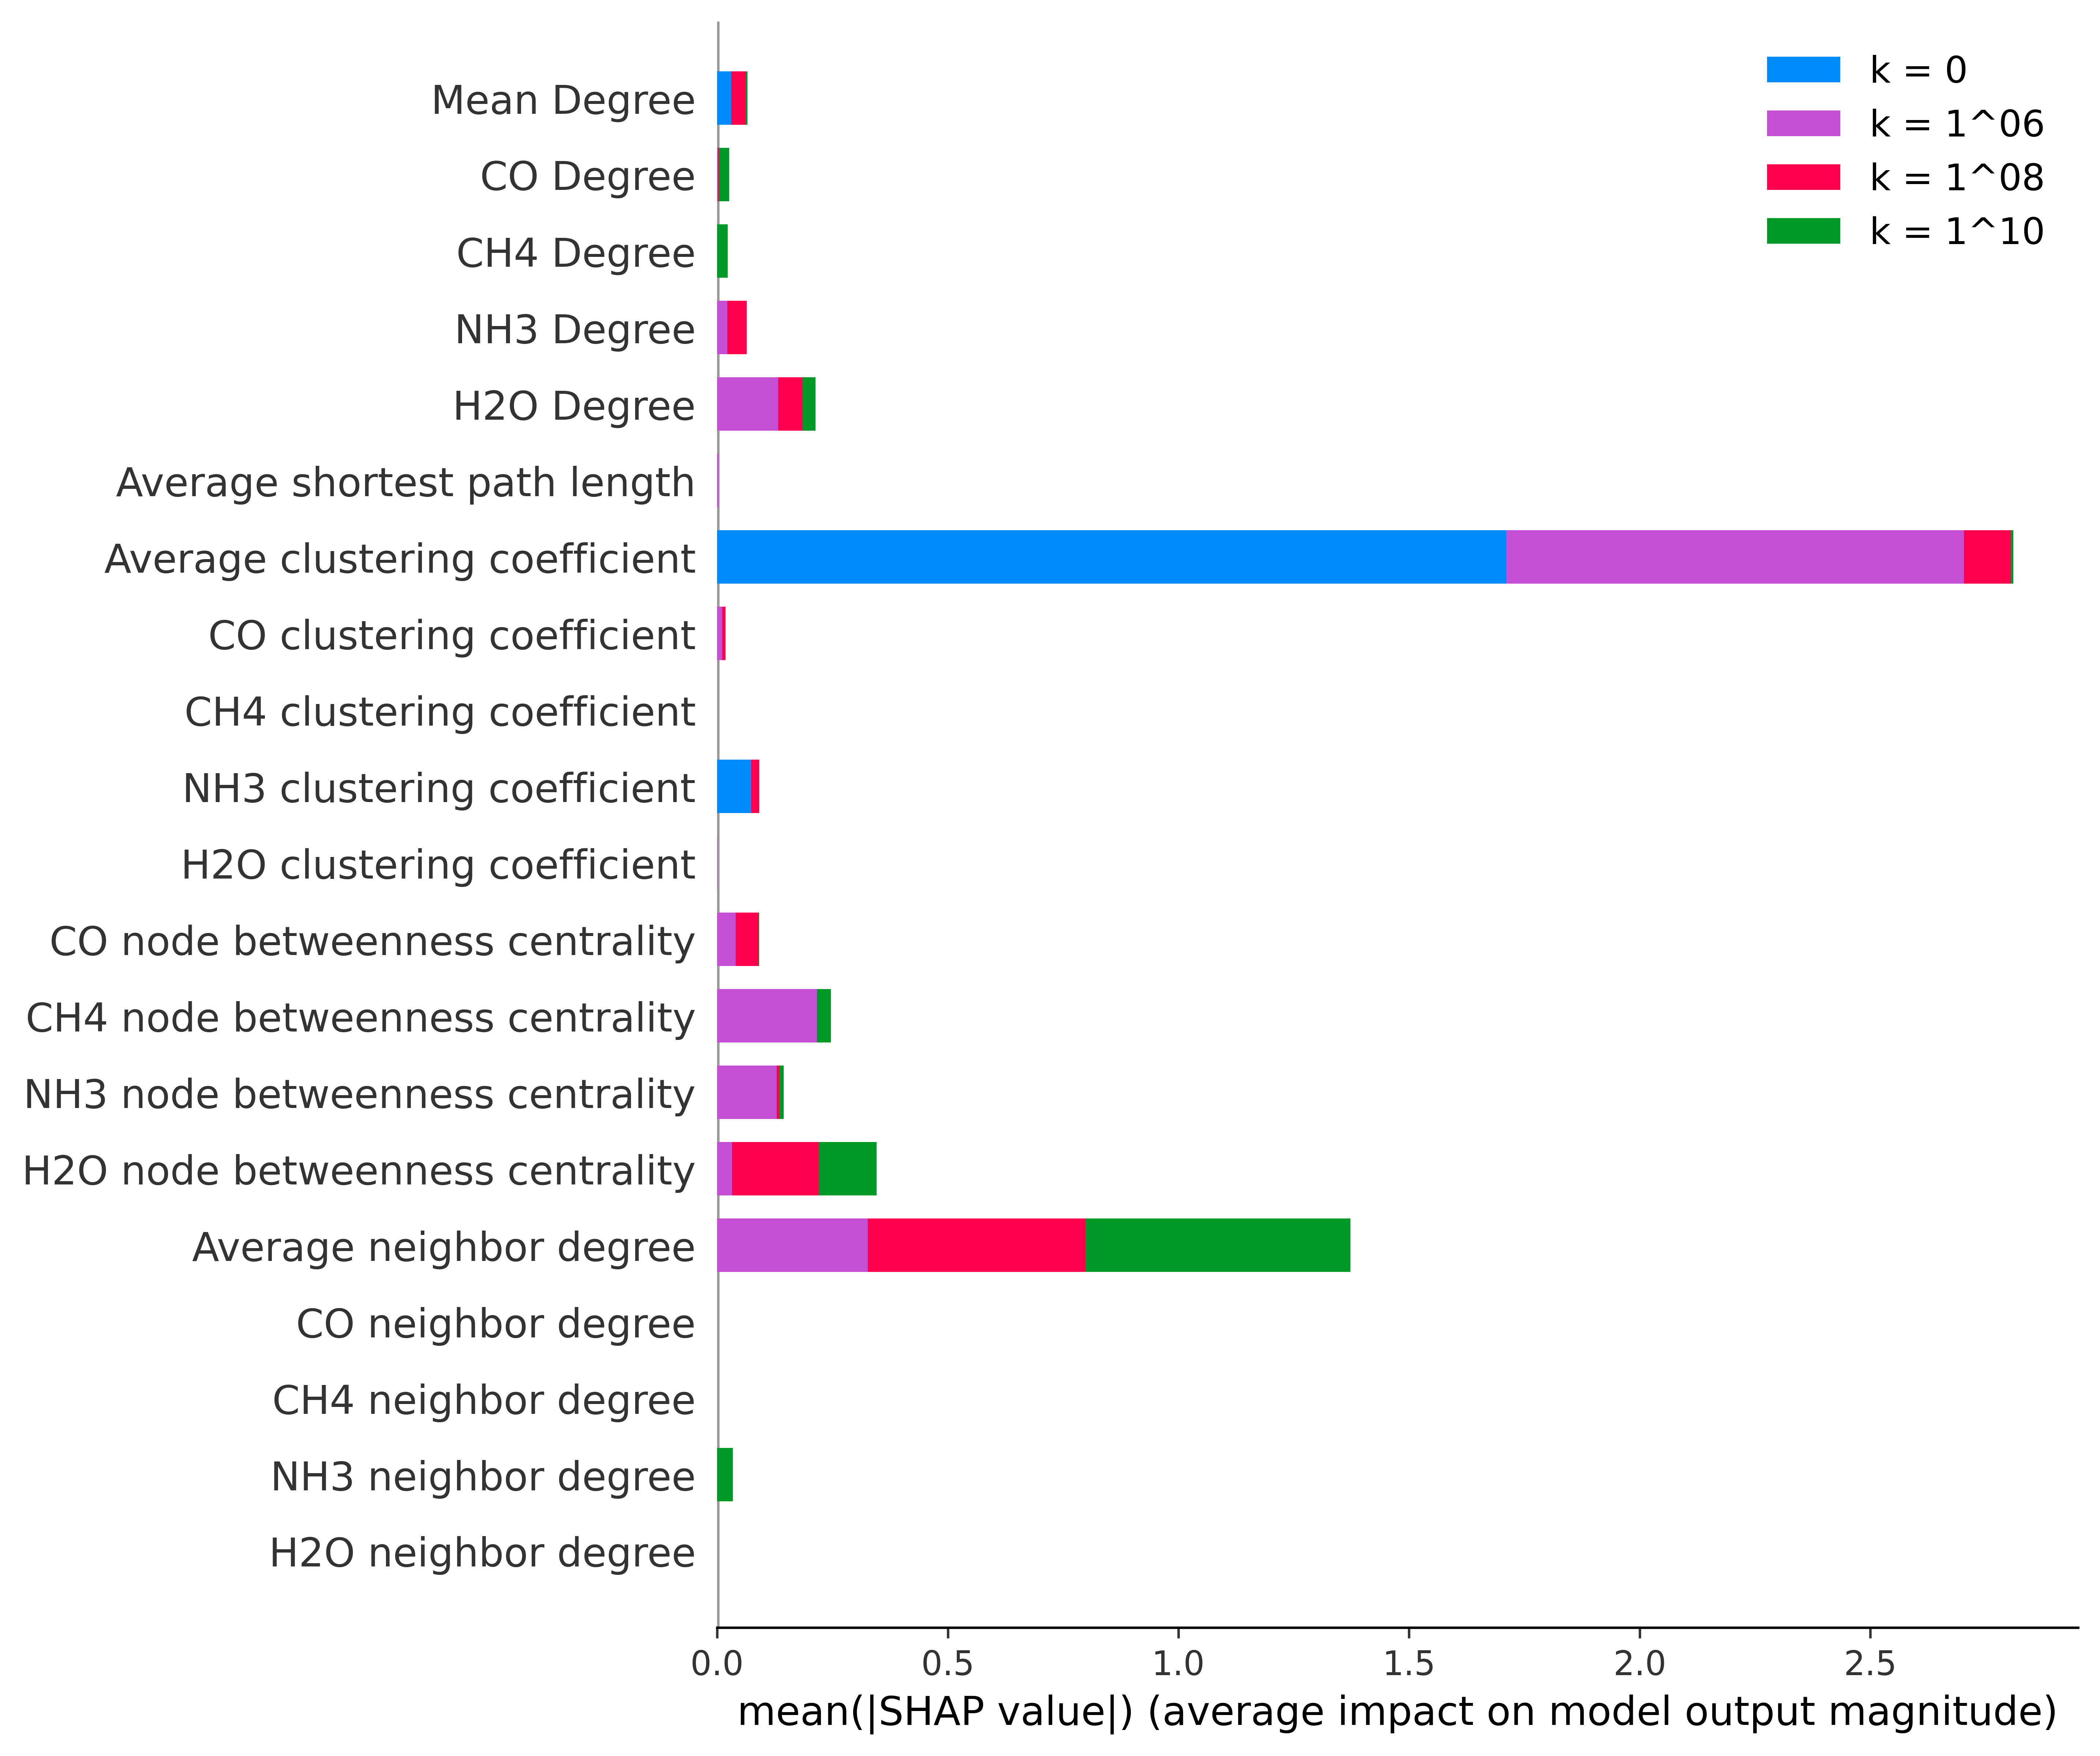 k = 0
k = 1^06
k = 1^08
k = 1^10
Mean Degree
CO Degree
CH4 Degree
NH3 Degree
H2O Degree
Average shortest path length
Average clustering coefficient
CO clustering coefficient
CH4 clustering coefficient
NH3 clustering coefficient
H2O clustering coefficient
CO node betweenness centrality
CH4 node betweenness centrality
NH3 node betweenness centrality
H2O node betweenness centrality
Average neighbor degree
CO neighbor degree
CH4 neighbor degree
NH3 neighbor degree
H2O neighbor degree
0.0 0.5 1.0 1.5 2.0 2.5
mean(|SHAP value|) (average impact on model output magnitude)